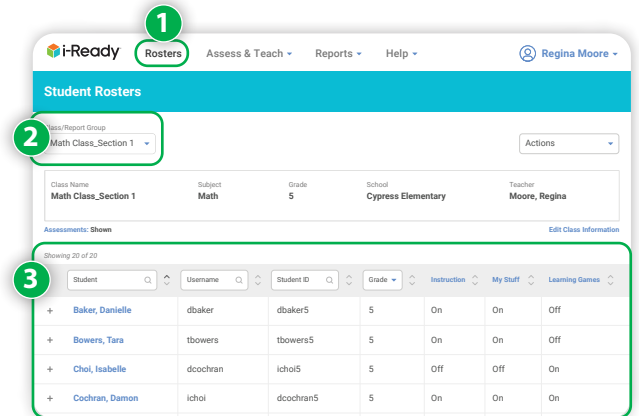 1
i-Ready Rosters Assess & Teach Reports Help Regina Moore
Student Rosters
2
Class/Report Group
Math Class_Section 1 Actions
Class Name Subject Grade School Teacher
Math Class_Section 1 Math 5 Cypress Elementary Moore, Regina
Assessments: Shown Edit Class Information
3
Showing 20 of 20
Student Username Student ID Grade Instruction My Stuff Learning Games
+ Baker, Danielle dbaker dbaker5 5 On On Off
+ Bowers, Tara tbowers tbowers5 5 On On Off
+ Choi, Isabelle dcochran ichoi5 5 Off Off On
+ Cochran, Damon ichoi dcochran5 5 On On On